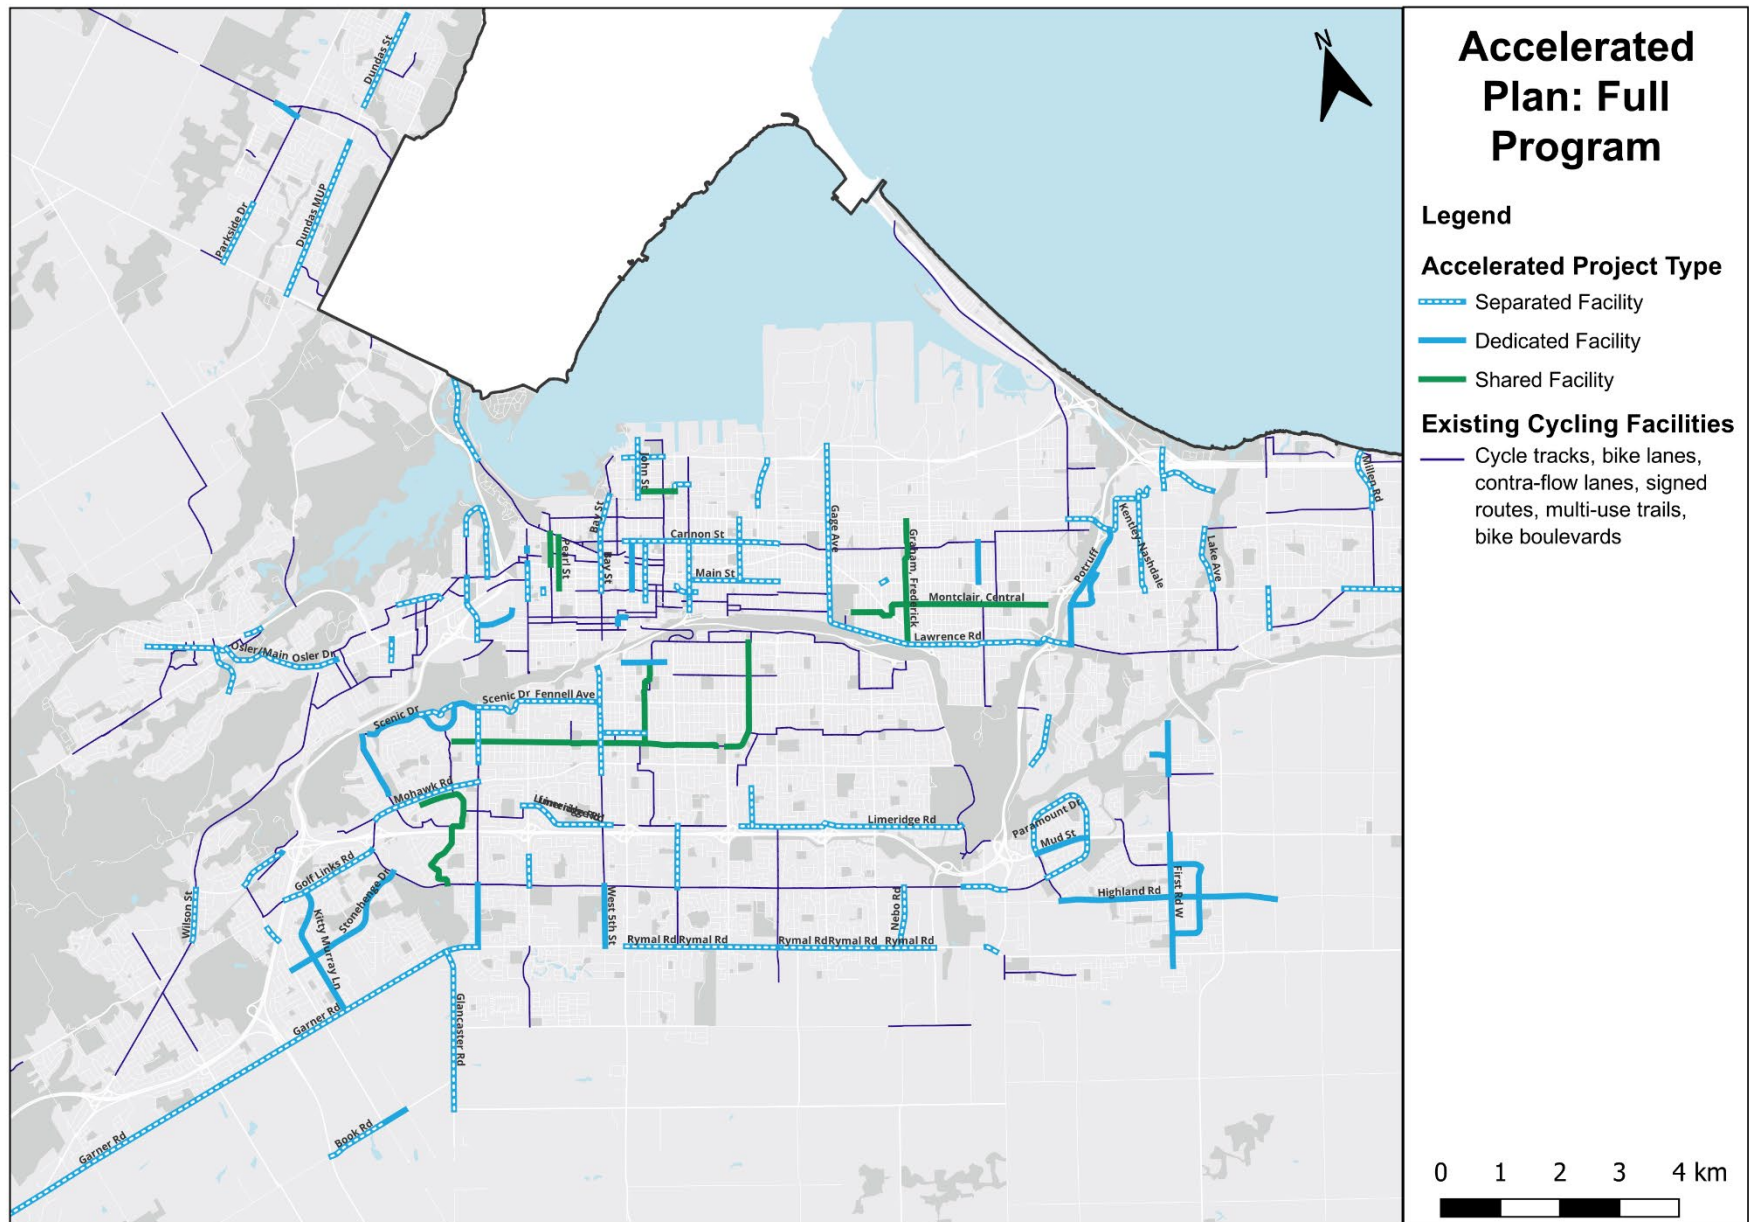 Accelerated
Plan: Full
Program
Legend
Accelerated Project Type
Separated Facility
Dedicated Facility
Shared Facility
Existing Cycling Facilities
Cycle tracks, bike lanes,
contra-flow lanes, signed
routes, multi-use trails,
bike boulevards
0 1 2 3 4 km
N
Dundas St
Dundas MUP
Parkside Dr
John St
Bay St
Bay St
Pearl St
Cannon St
Main St
Gage Ave
Graham, Frederick
Montclair, Central
Lawrence Rd
Potruff
Kentley-Nashdale
Lake Ave
Millen Rd
Osler/Main
Osler Dr
Scenic Dr
Scenic Dr
Fennell Ave
Mohawk Rd
Limeridge Rd
Paramount Dr
Mud St
Golf Links Rd
Stonehenge Dr
Kitty Murray Ln
Wilson St
West 5th St
Nebo Rd
Highland Rd
First Rd W
Rymal Rd
Rymal Rd
Rymal Rd
Rymal Rd
Rymal Rd
Garner Rd
Glancaster Rd
Book Rd
Garner Rd